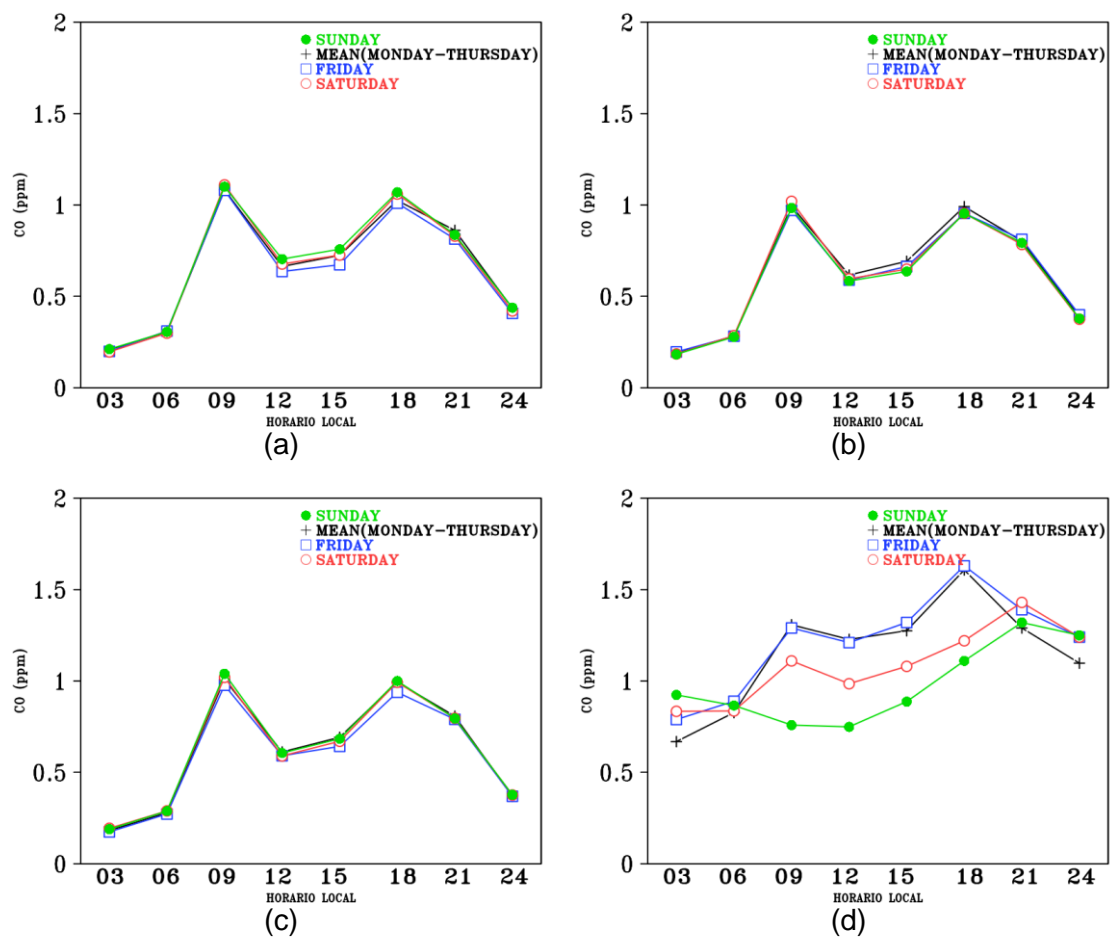 2
1.5
1
0.5
0
CO (ppm)
SUNDAY
MEAN(MONDAY-THURSDAY)
FRIDAY
SATURDAY
03 06 09 12 15 18 21 24
HORARIO LOCAL
(a)
2
1.5
1
0.5
0
CO (ppm)
SUNDAY
MEAN(MONDAY-THURSDAY)
FRIDAY
SATURDAY
03 06 09 12 15 18 21 24
HORARIO LOCAL
(b)
2
1.5
1
0.5
0
CO (ppm)
SUNDAY
MEAN(MONDAY-THURSDAY)
FRIDAY
SATURDAY
03 06 09 12 15 18 21 24
HORARIO LOCAL
(c)
2
1.5
1
0.5
0
CO (ppm)
SUNDAY
MEAN(MONDAY-THURSDAY)
FRIDAY
SATURDAY
03 06 09 12 15 18 21 24
HORARIO LOCAL
(d)